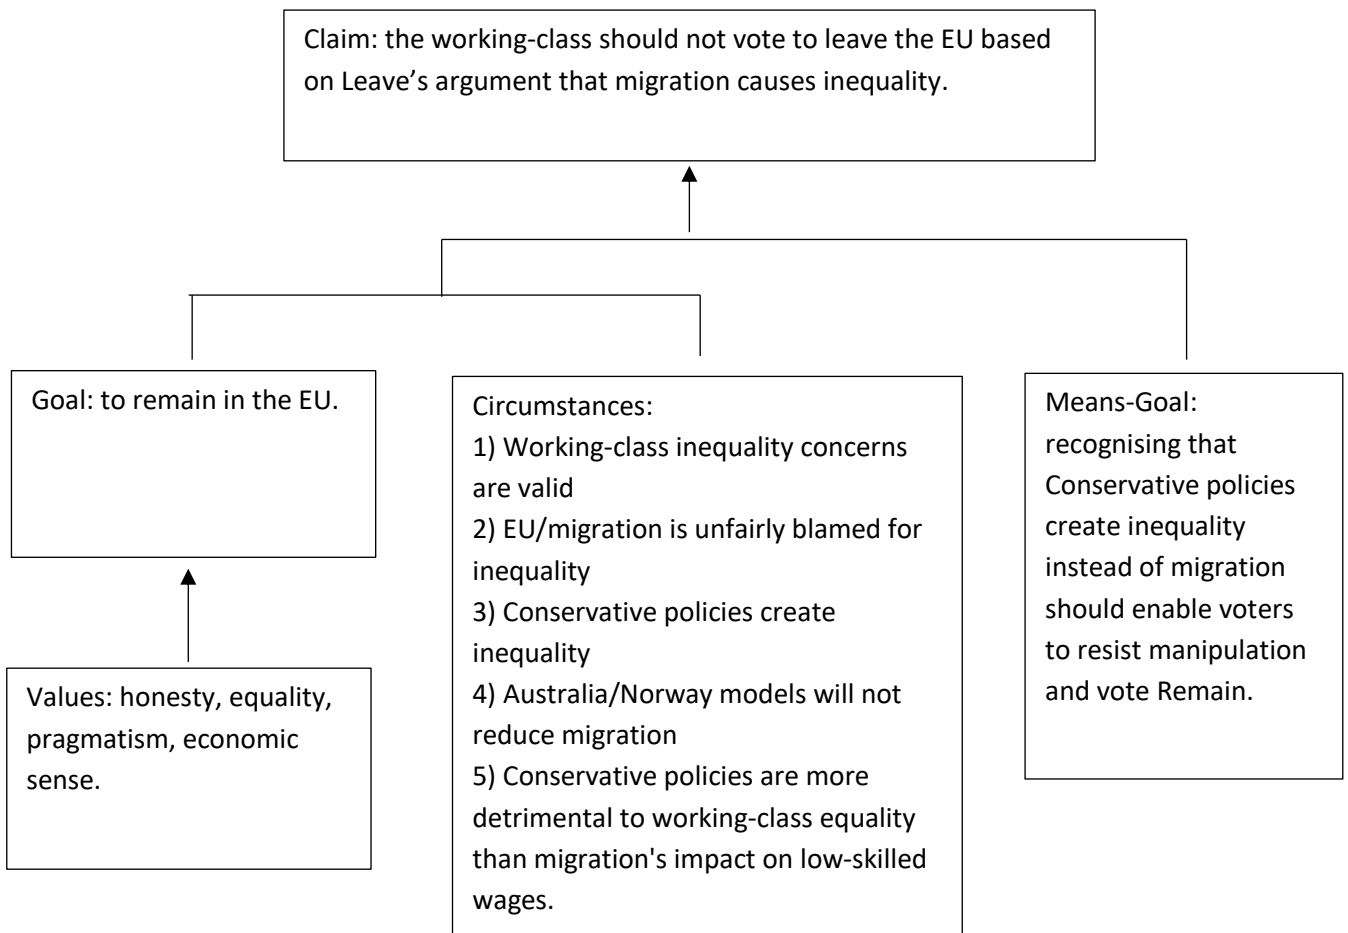 Claim: the working-class should not vote to leave the EU based
on Leave’s argument that migration causes inequality.
Goal: to remain in the EU.
Values: honesty, equality,
pragmatism, economic
sense.
Circumstances:
1) Working-class inequality concerns
are valid
2) EU/migration is unfairly blamed for
inequality
3) Conservative policies create
inequality
4) Australia/Norway models will not
reduce migration
5) Conservative policies are more
detrimental to working-class equality
than migration's impact on low-skilled
wages.
Means-Goal:
recognising that
Conservative policies
create inequality
instead of migration
should enable voters
to resist manipulation
and vote Remain.